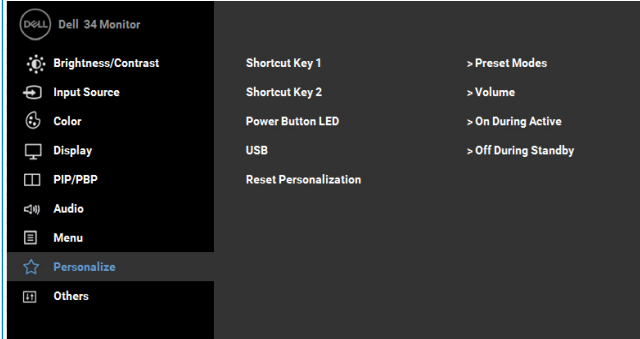 DELL Dell 34 Monitor
Brightness/Contrast
Input Source
Color
Display
PIP/PBP
Audio
Menu
Personalize
Others
Shortcut Key 1 > Preset Modes
Shortcut Key 2 > Volume
Power Button LED > On During Active
USB > Off During Standby
Reset Personalization